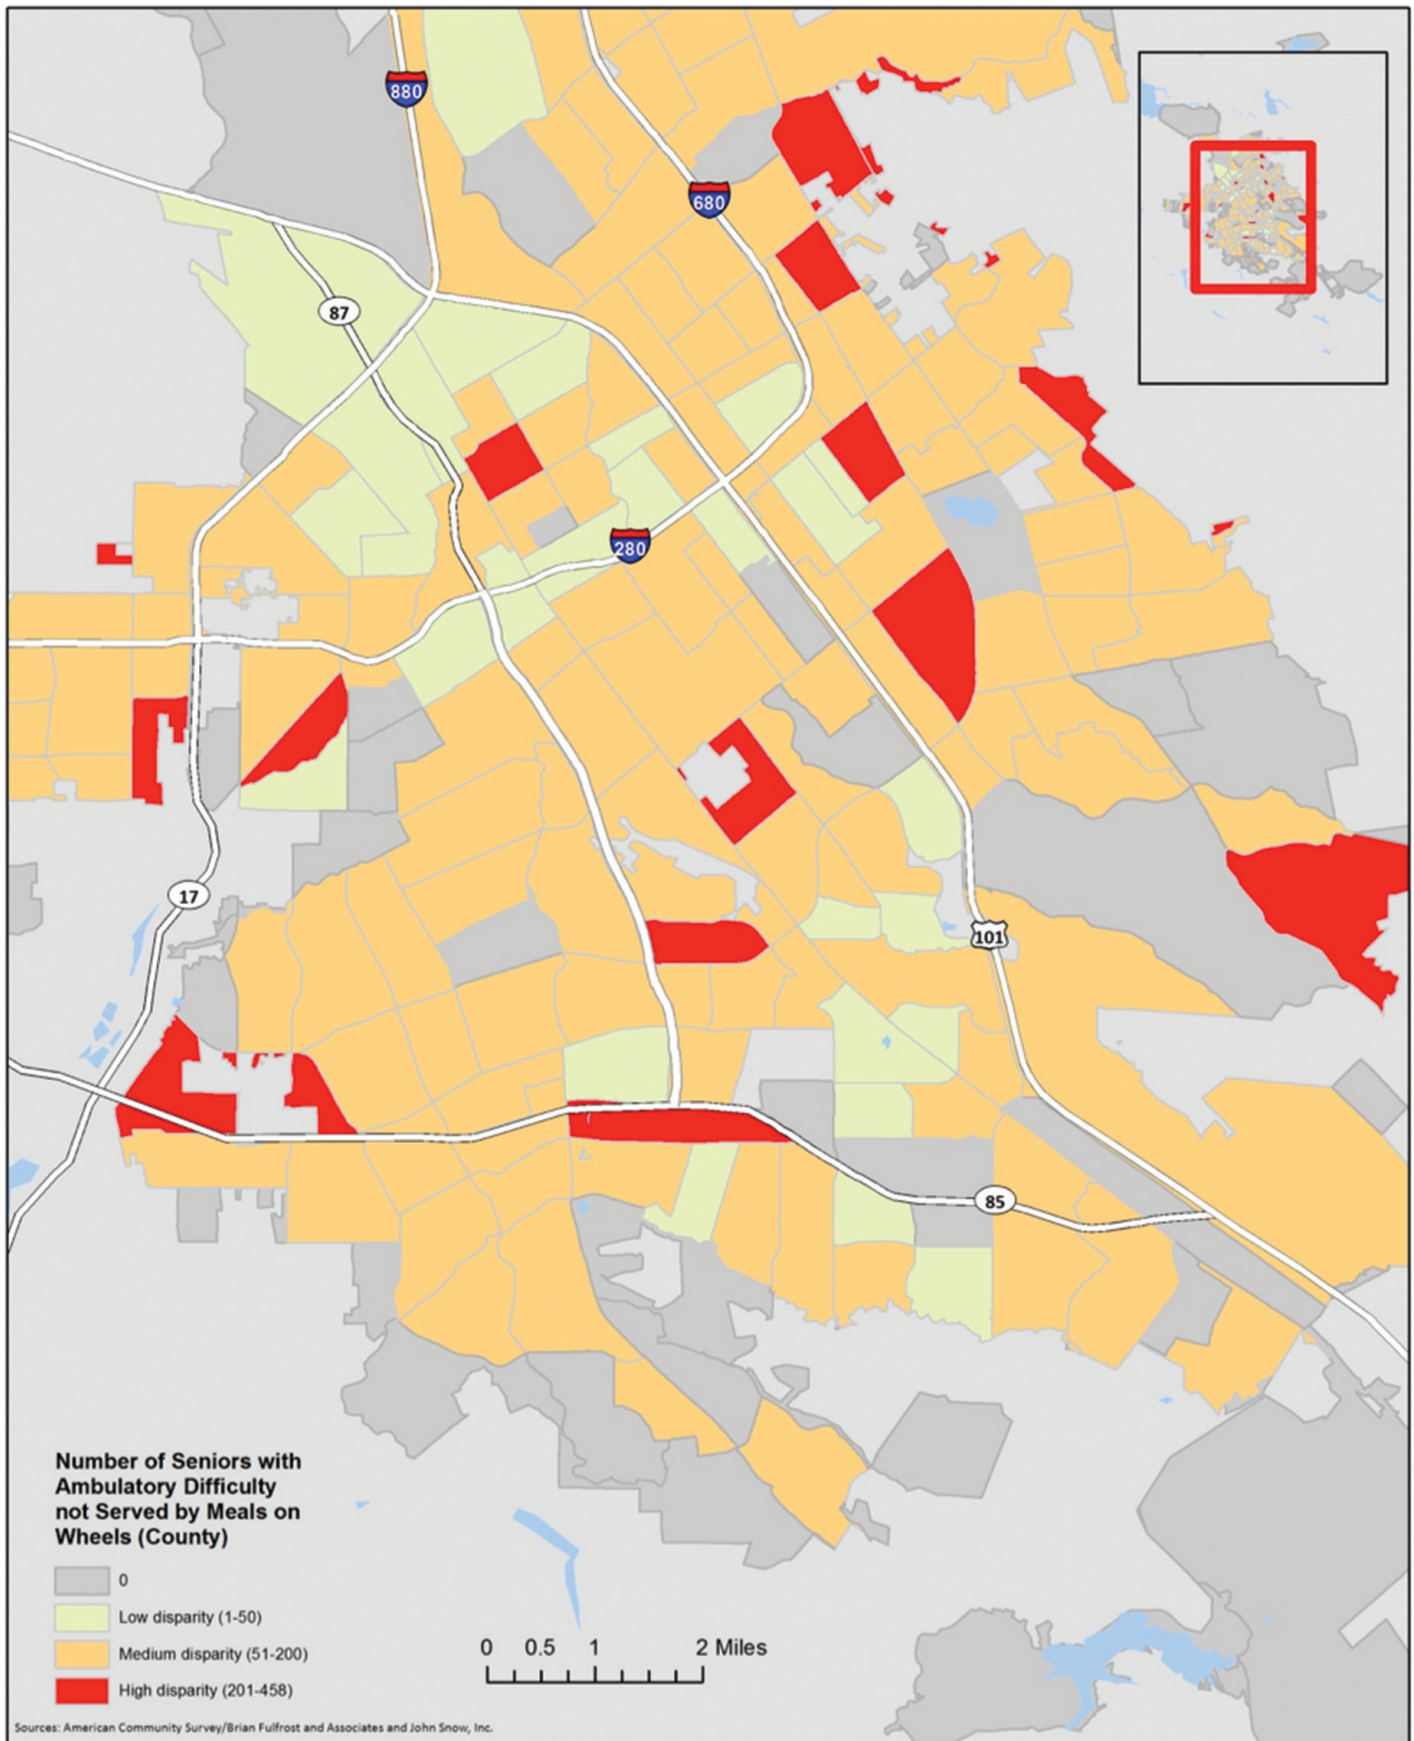 880
680
87
280
17
101
85
Number of Seniors with
Ambulatory Difficulty
not Served by Meals on
Wheels (County)
0
Low disparity (1-50)
Medium disparity (51-200)
High disparity (201-458)
0 0.5 1 2 Miles
Sources: American Community Survey/Brian Fulfrost and Associates and John Snow, Inc.